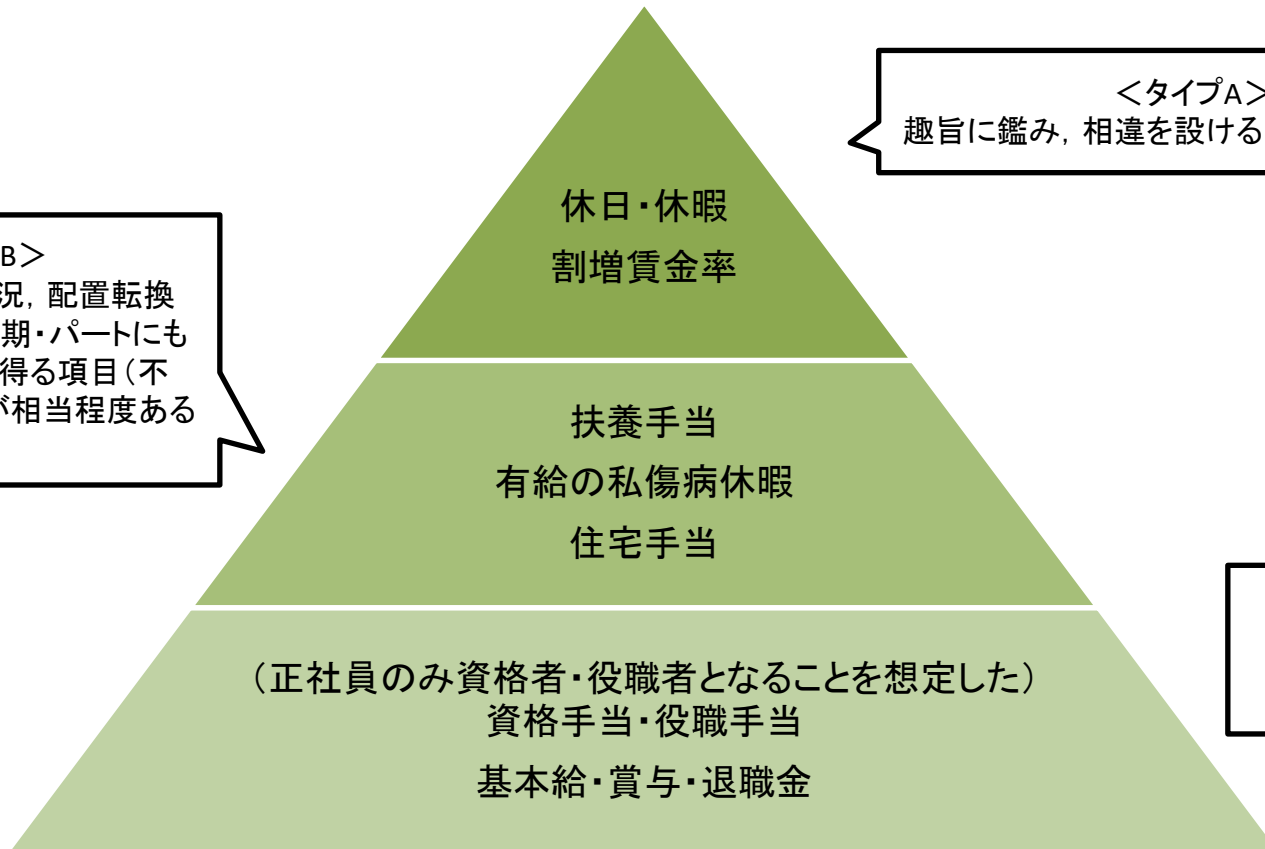 ＜タイプA＞
趣旨に鑑み，相違を設ける
休日・休暇
割増賃金率
B＞
況，配置転換
期・パートにも
得る項目（不
が相当程度ある
扶養手当
有給の私傷病休暇
住宅手当
（正社員のみ資格者・役職者となることを想定した）
資格手当・役職手当
基本給・賞与・退職金